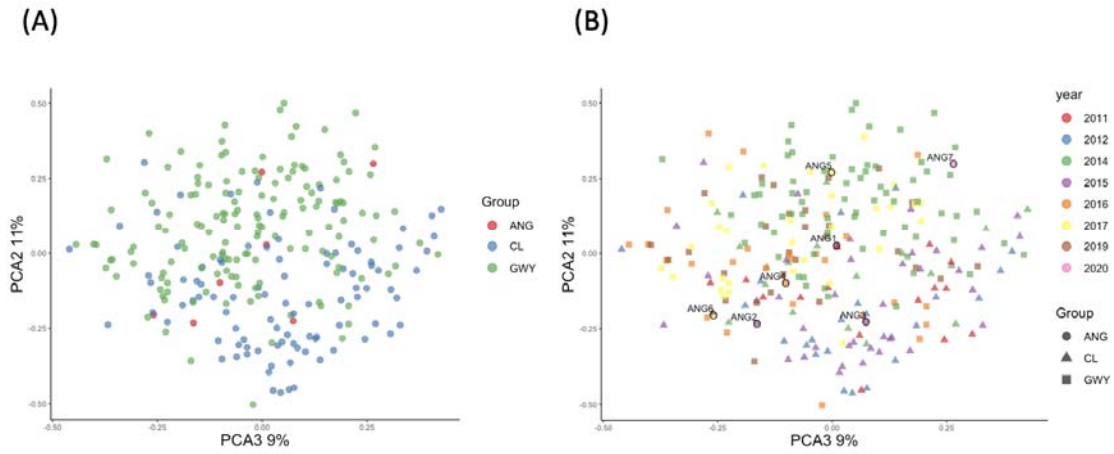 (A)
(B)
0.50
0.25
0.00
-0.25
-0.50
PCA2 11%
-0.50
-0.25
0.00
0.25
PCA3 9%
Group
ANG
CL
GWY
0.50
0.25
0.00
-0.25
-0.50
PCA2 11%
-0.50
-0.25
0.00
0.25
PCA3 9%
ANG5
ANG7
ANG1
ANG6
ANG2
year
2011
2012
2014
2015
2016
2017
2019
2020
Group
ANG
CL
GWY